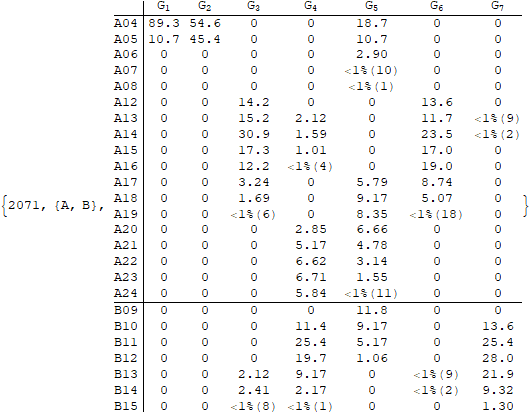 G1 G2 G3 G4 G5 G6 G7
A04 89.3 54.6 0 0 18.7 0 0
A05 10.7 45.4 0 0 10.7 0 0
A06 0 0 0 0 2.90 0 0
A07 0 0 0 0 <1%(10) 0 0
A08 0 0 0 0 <1%(1) 0 0
A12 0 0 14.2 0 0 13.6 0
A13 0 0 15.2 2.12 0 11.7 <1%(9)
A14 0 0 30.9 1.59 0 23.5 <1%(2)
A15 0 0 17.3 1.01 0 17.0 0
A16 0 0 12.2 <1%(4) 0 19.0 0
A17 0 0 3.24 0 5.79 8.74 0
A18 0 0 1.69 0 9.17 5.07 0
{2071, {A, B}, A19 0 0 <1%(6) 0 8.35 <1%(18) 0 }
A20 0 0 0 2.85 6.66 0 0
A21 0 0 0 5.17 4.78 0 0
A22 0 0 0 6.62 3.14 0 0
A23 0 0 0 6.71 1.55 0 0
A24 0 0 0 5.84 <1%(11) 0 0
B09 0 0 0 0 11.8 0 0
B10 0 0 0 11.4 9.17 0 13.6
B11 0 0 0 25.4 5.17 0 25.4
B12 0 0 0 19.7 1.06 0 28.0
B13 0 0 2.12 9.17 0 <1%(9) 21.9
B14 0 0 2.41 2.17 0 <1%(2) 9.32
B15 0 0 <1%(8) <1%(1) 0 0 1.30